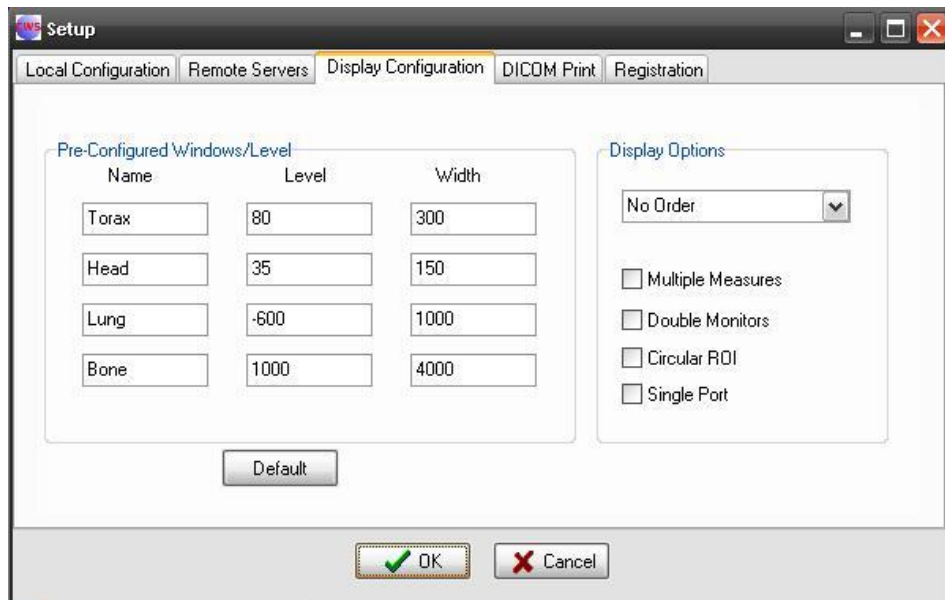 CWS Setup
Local Configuration Remote Servers Display Configuration DICOM Print Registration
Pre-Configured Windows/Level
Name Level Width
Torax 80 300
Head 35 150
Lung -600 1000
Bone 1000 4000
Default
Display Options
No Order
Multiple Measures
Double Monitors
Circular ROI
Single Port
OK Cancel